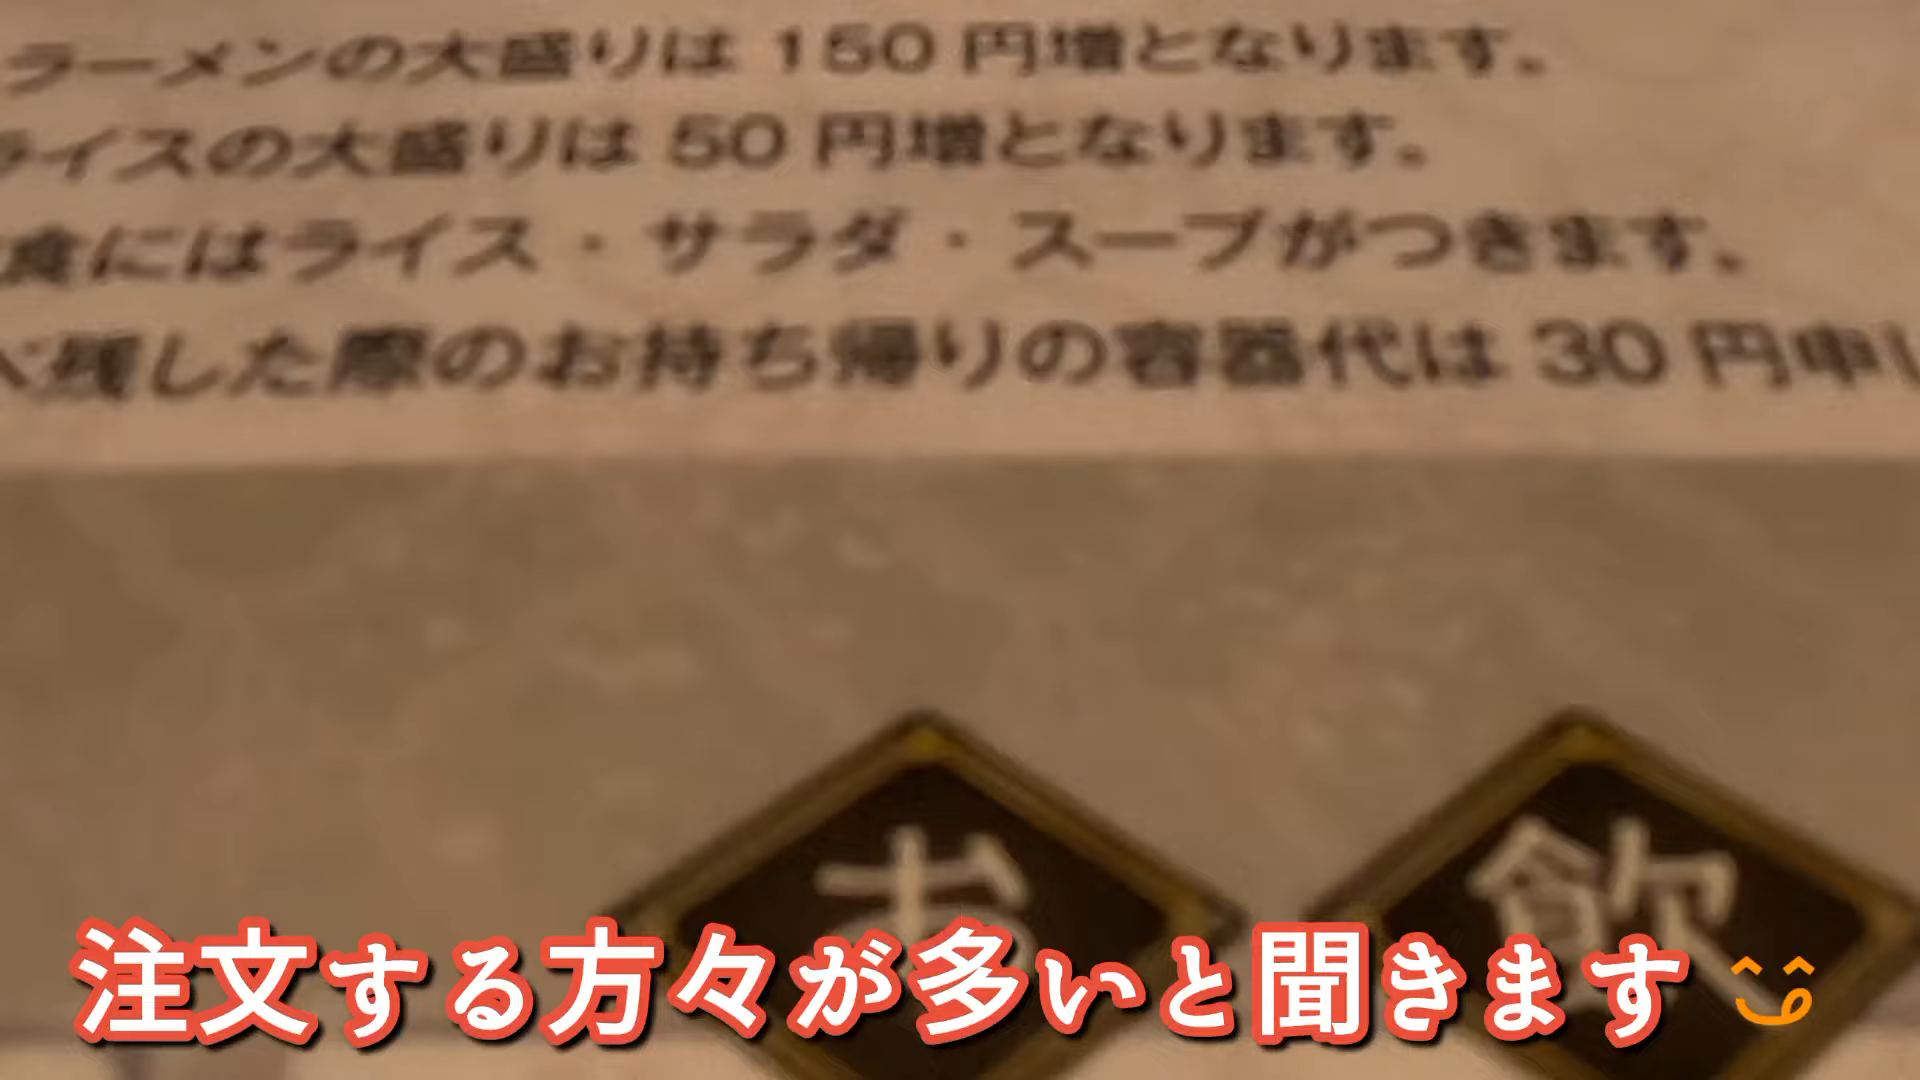 ラーメンの大盛りは 150 円増となります。
ライスの大盛りは 50 円増となります。
食にはライス・サラダ・スープがつきます。
べ残した際のお持ち帰りの容器代は 30 円申し
お 飲
注文する方々が多いと聞きます